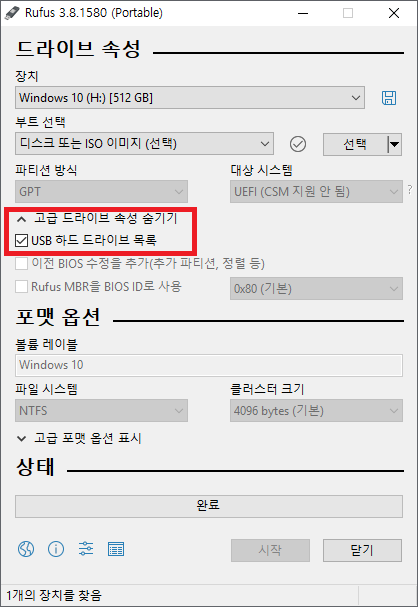 Rufus 3.8.1580 (Portable)
드라이브 속성
장치
Windows 10 (H:) [512 GB]
부트 선택
디스크 또는 ISO 이미지 (선택)
선택
파티션 방식
대상 시스템
GPT
UEFI (CSM 지원 안 됨)
?
고급 드라이브 속성 숨기기
USB 하드 드라이브 목록
이전 BIOS 수정을 추가(추가 파티션, 정렬 등)
Rufus MBR을 BIOS ID로 사용
0x80 (기본)
포맷 옵션
볼륨 레이블
Windows 10
파일 시스템
클러스터 크기
NTFS
4096 bytes (기본)
고급 포맷 옵션 표시
상태
완료
시작
닫기
1개의 장치를 찾음